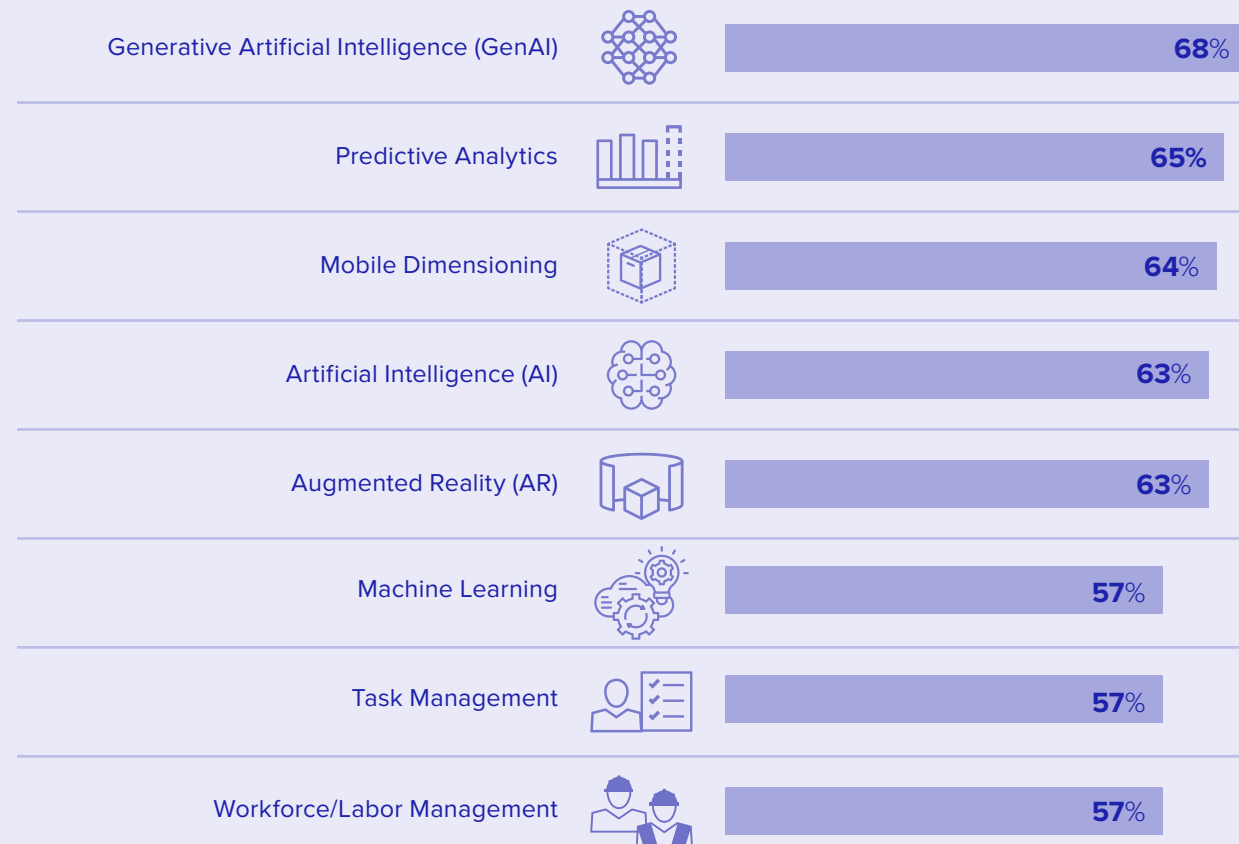 Generative Artificial Intelligence (GenAI)
68%
Predictive Analytics
65%
Mobile Dimensioning
64%
Artificial Intelligence (AI)
63%
Augmented Reality (AR)
63%
Machine Learning
57%
Task Management
57%
Workforce/Labor Management
57%